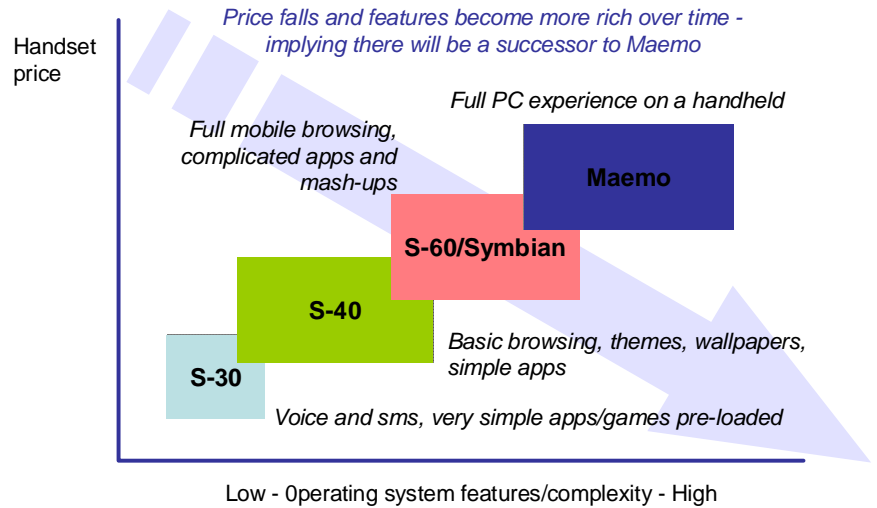 Price falls and features become more rich over time -
implying there will be a successor to Maemo
Handset
price
Full PC experience on a handheld
Full mobile browsing,
complicated apps and
mash-ups
Maemo
S-60/Symbian
S-40
Basic browsing, themes, wallpapers,
simple apps
S-30
Voice and sms, very simple apps/games pre-loaded
Low - 0perating system features/complexity - High